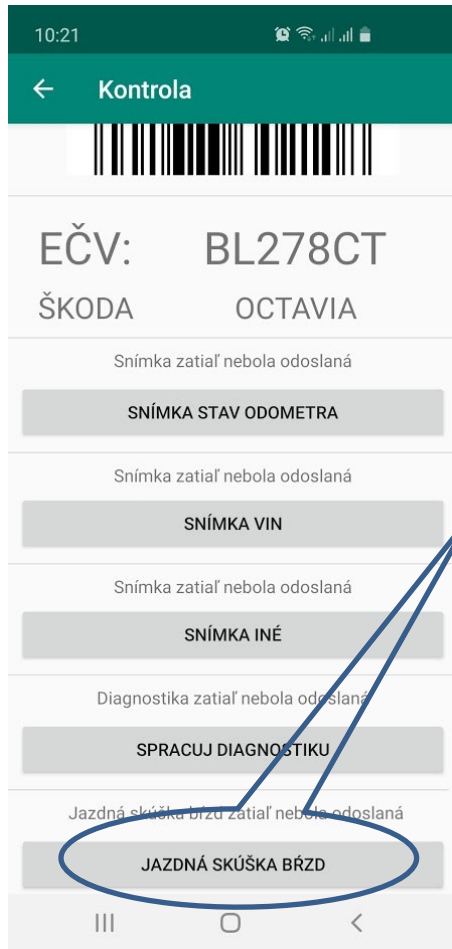 10:21
Kontrola
EČV: BL278CT
ŠKODA OCTAVIA
Snímka zatiaľ nebola odoslaná
SNÍMKA STAV ODOMETRA
Snímka zatiaľ nebola odoslaná
SNÍMKA VIN
Snímka zatiaľ nebola odoslaná
SNÍMKA INÉ
Diagnostika zatiaľ nebola odoslaná
SPRACUJ DIAGNOSTIKU
Jazdná skúška bŕzd zatiaľ nebola odoslaná
JAZDNÁ SKÚŠKA BŔZD